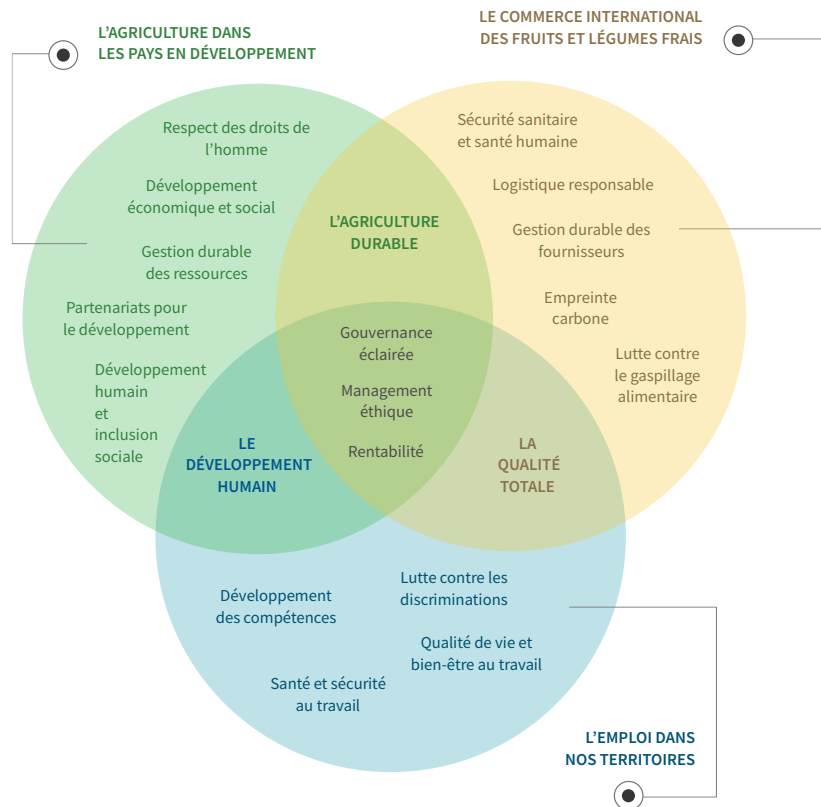 L'AGRICULTURE DANS
LES PAYS EN DÉVELOPPEMENT
LE COMMERCE INTERNATIONAL
DES FRUITS ET LÉGUMES FRAIS
Respect des droits de
l'homme
Développement
économique et social
Gestion durable
des ressources
Partenariats pour
le développement
Développement
humain
et
inclusion
sociale
L'AGRICULTURE
DURABLE
Sécurité sanitaire
et santé humaine
Logistique responsable
Gestion durable des
fournisseurs
Empreinte
carbone
Lutte contre
le gaspillage
alimentaire
Gouvernance
éclairée
Management
éthique
Rentabilité
LE
DÉVELOPPEMENT
HUMAIN
LA
QUALITÉ
TOTALE
Développement
des compétences
Lutte contre les
discriminations
Qualité de vie et
bien-être au travail
Santé et sécurité
au travail
L'EMPLOI DANS
NOS TERRITOIRES